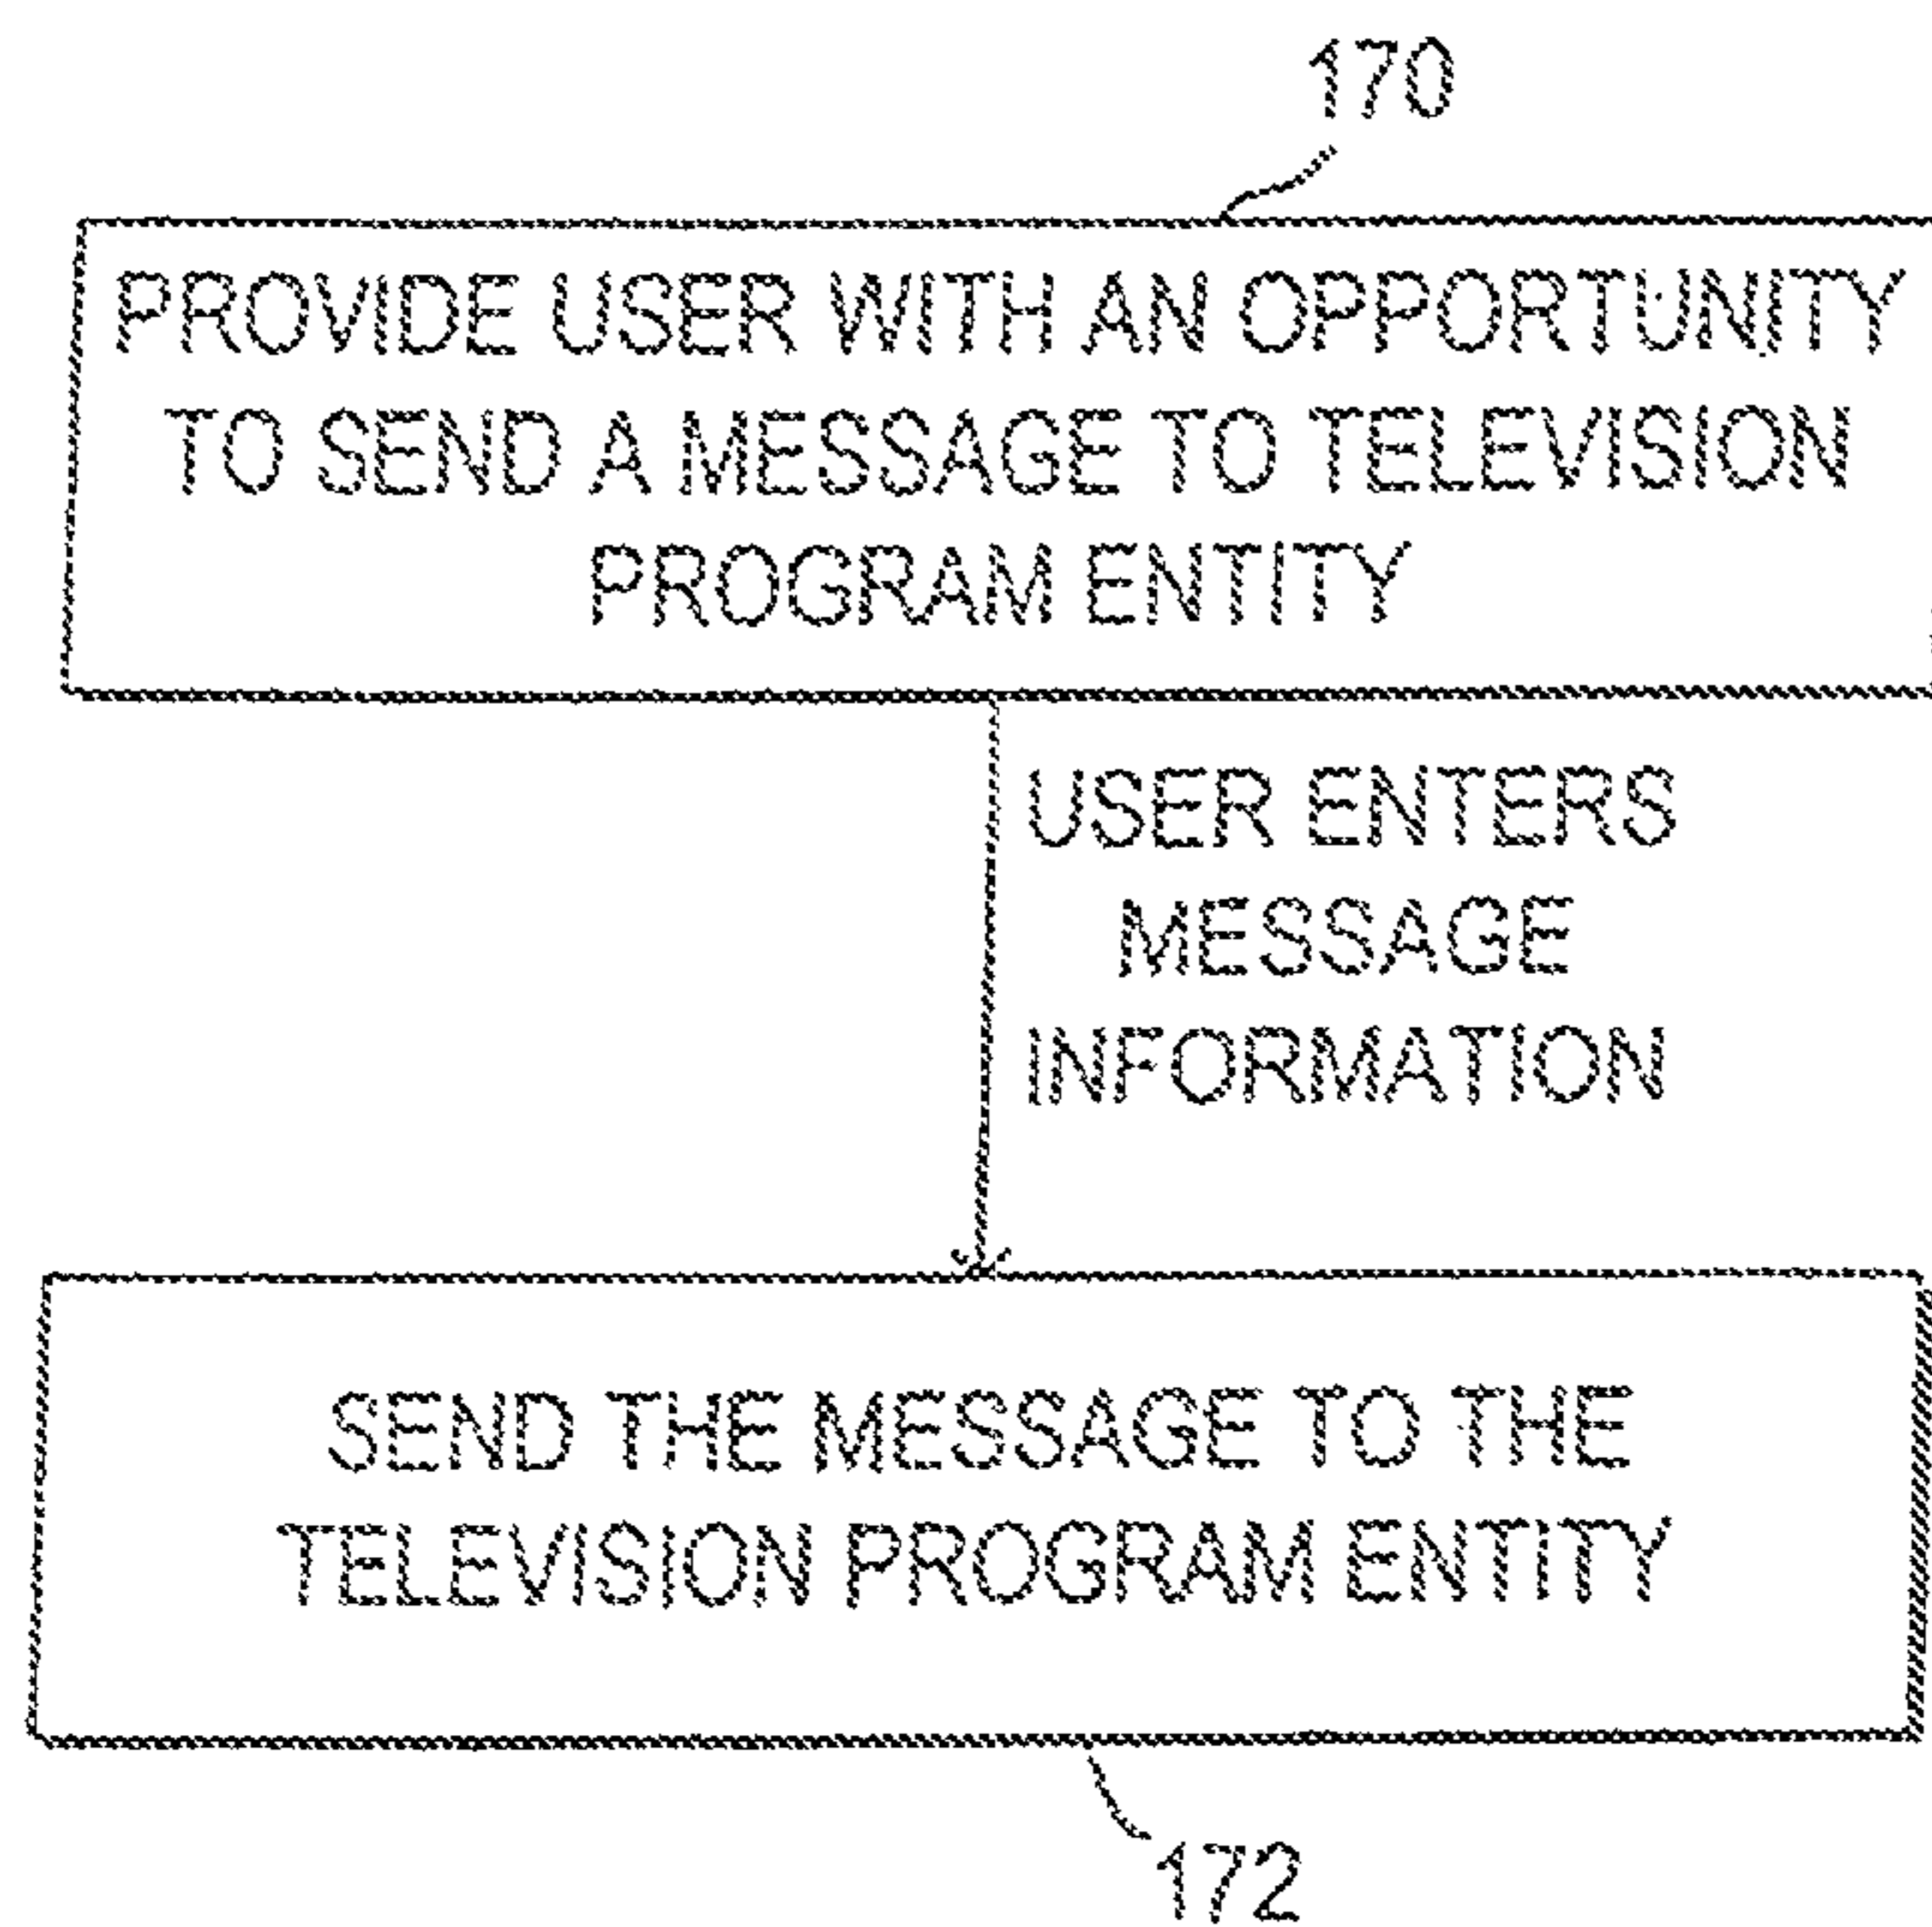 170
PROVIDE USER WITH AN OPPORTUNITY
TO SEND A MESSAGE TO TELEVISION
PROGRAM ENTITY
USER ENTERS
MESSAGE
INFORMATION
SEND THE MESSAGE TO THE
TELEVISION PROGRAM ENTITY
172